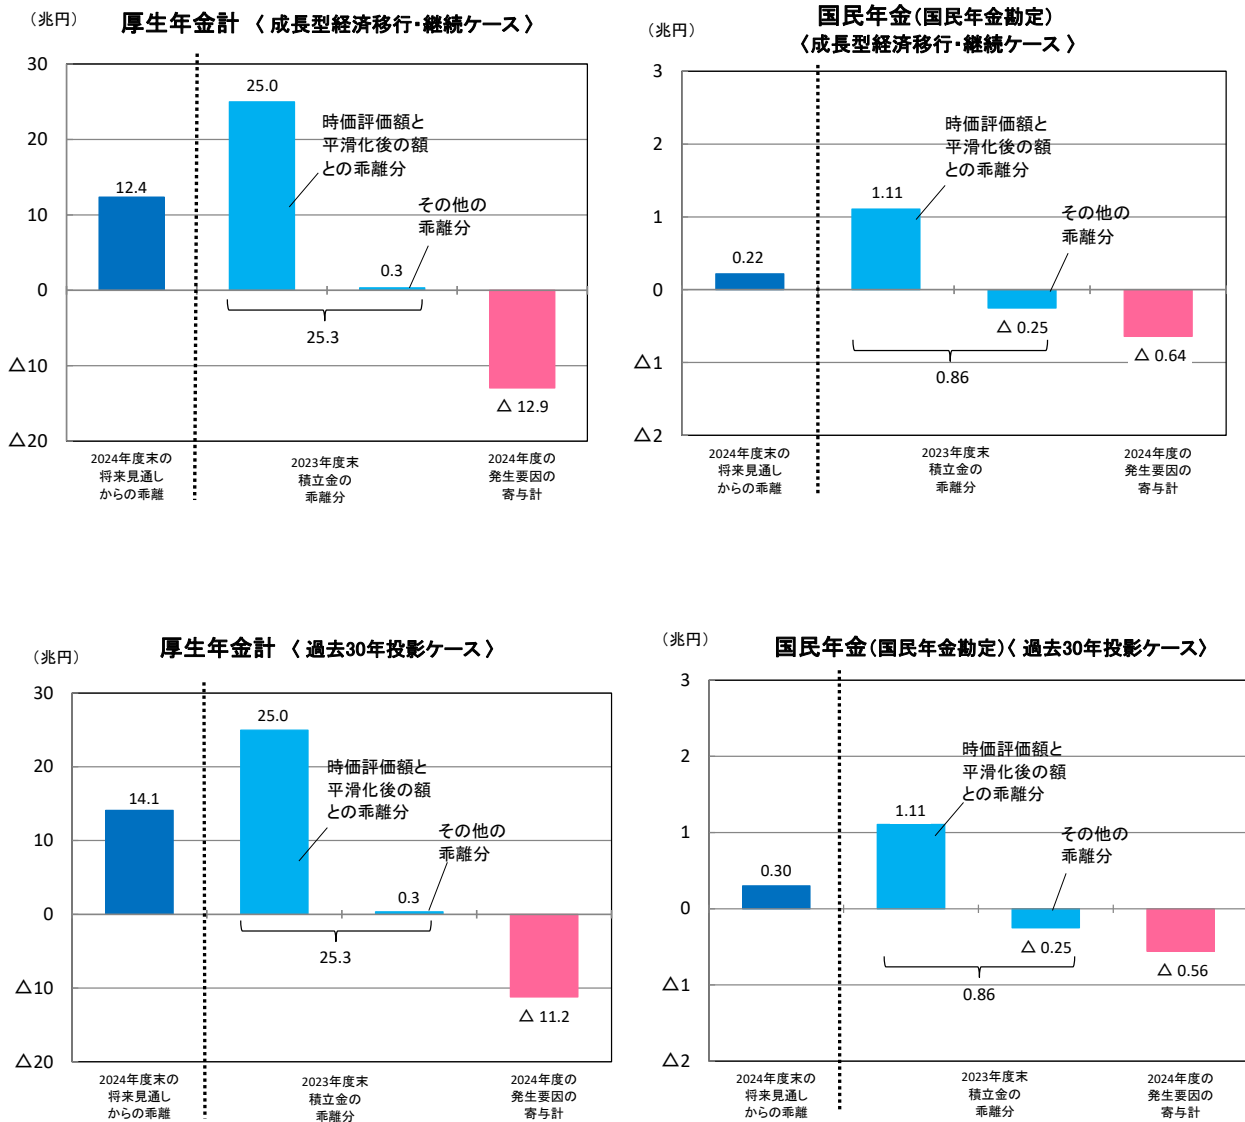 (兆円)
厚生年金計 〈 成長型経済移行・継続ケース 〉
30
20
10
0
△10
△20
12.4
25.0
時価評価額と
平滑化後の額
との乖離分
その他の
乖離分
0.3
25.3
△ 12.9
2024年度末の
将来見通し
からの乖離
2023年度末
積立金の
乖離分
2024年度の
発生要因の
寄与計
(兆円)
国民年金(国民年金勘定)
〈成長型経済移行・継続ケース 〉
3
2
1
0
△1
△2
0.22
1.11
時価評価額と
平滑化後の額
との乖離分
その他の
乖離分
△ 0.25
0.86
△ 0.64
2024年度末の
将来見通し
からの乖離
2023年度末
積立金の
乖離分
2024年度の
発生要因の
寄与計
(兆円)
厚生年金計 〈 過去30年投影ケース 〉
30
20
10
0
△10
△20
14.1
25.0
時価評価額と
平滑化後の額
との乖離分
その他の
乖離分
0.3
25.3
△ 11.2
2024年度末の
将来見通し
からの乖離
2023年度末
積立金の
乖離分
2024年度の
発生要因の
寄与計
(兆円)
国民年金(国民年金勘定)〈 過去30年投影ケース〉
3
2
1
0
△1
△2
0.30
1.11
時価評価額と
平滑化後の額
との乖離分
その他の
乖離分
△ 0.25
0.86
△ 0.56
2024年度末の
将来見通し
からの乖離
2023年度末
積立金の
乖離分
2024年度の
発生要因の
寄与計